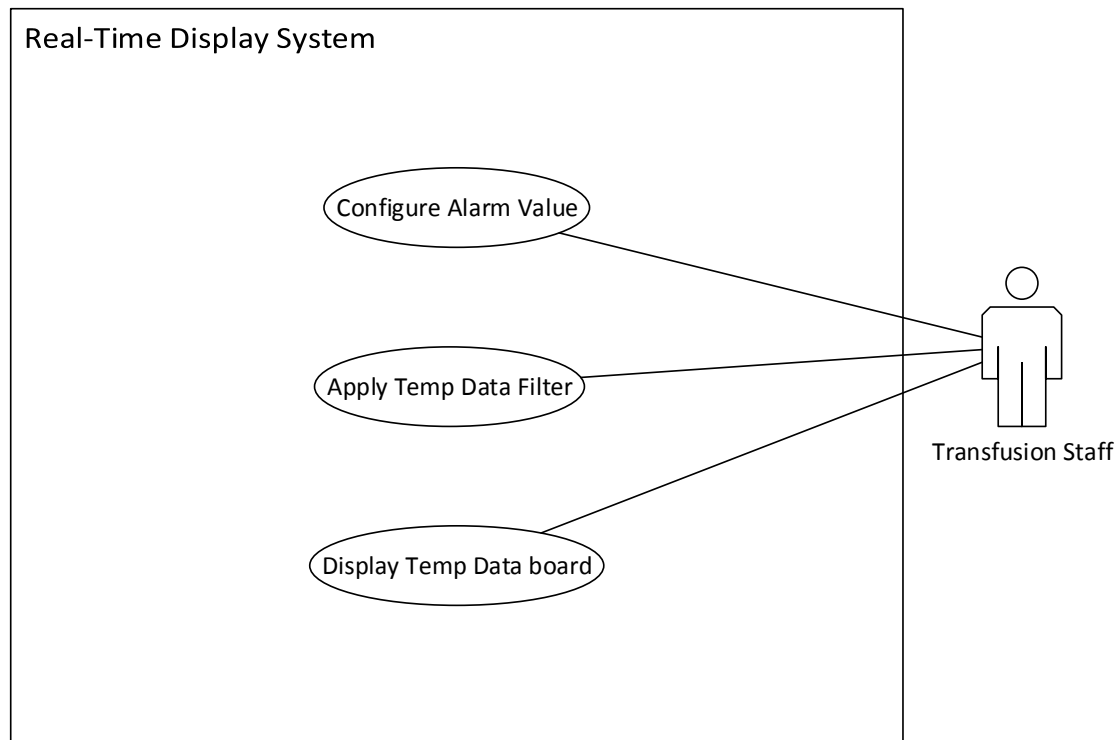 Real-Time Display System
Configure Alarm Value
Apply Temp Data Filter
Transfusion Staff
Display Temp Data board